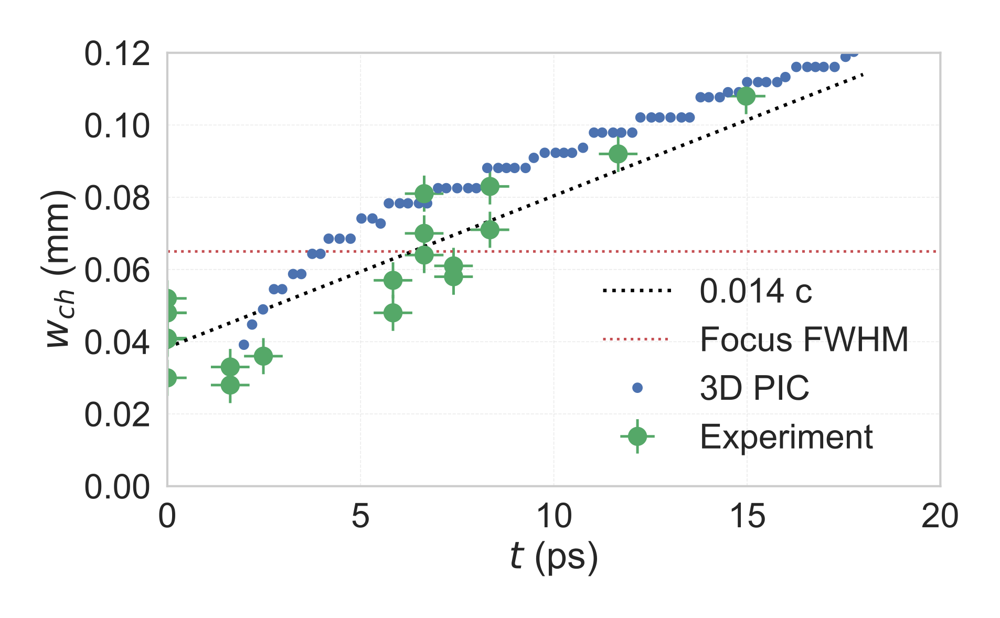 0.12
0.10
0.08
0.06
0.04
0.02
0.00
w_ch (mm)
0 5 10 15 20
t (ps)
0.014 c
Focus FWHM
3D PIC
Experiment